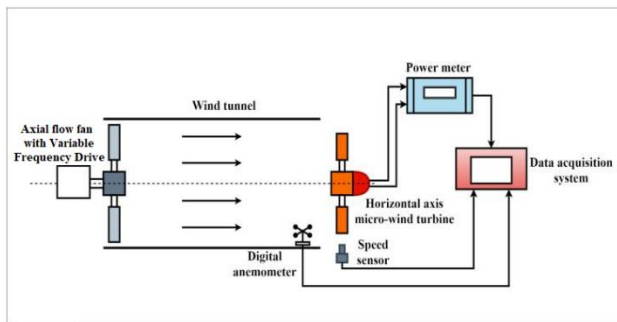 Power meter
Wind tunnel
Axial flow fan
with Variable
Frequency Drive
Data acquisition
system
Horizontal axis
micro-wind turbine
Digital
anemometer
Speed
sensor